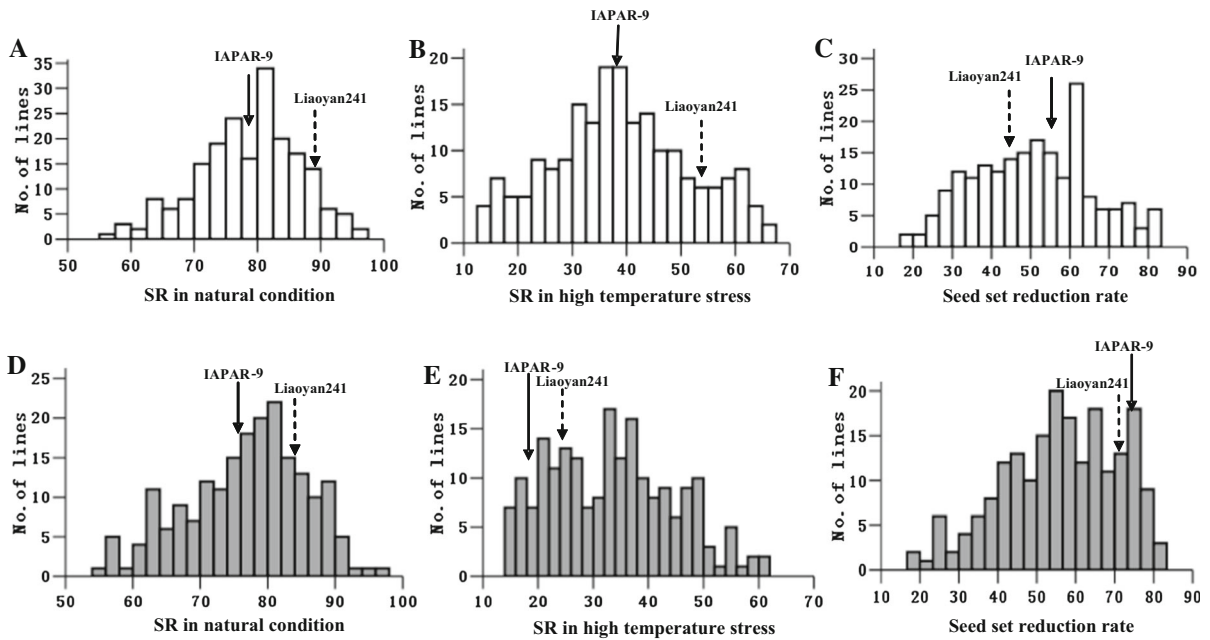 A
IAPAR-9
Liaoyan241
No. of lines
35
30
25
20
15
10
5
0
50 60 70 80 90 100
SR in natural condition
B
IAPAR-9
Liaoyan241
No. of lines
20
15
10
5
0
10 20 30 40 50 60 70
SR in high temperature stress
C
IAPAR-9
Liaoyan241
No. of lines
30
25
20
15
10
5
0
10 20 30 40 50 60 70 80 90
Seed set reduction rate
D
IAPAR-9
Liaoyan241
No. of lines
25
20
15
10
5
0
50 60 70 80 90 100
SR in natural condition
E
IAPAR-9
Liaoyan241
No. of lines
20
15
10
5
0
10 20 30 40 50 60 70
SR in high temperature stress
F
IAPAR-9
Liaoyan241
No. of lines
20
15
10
5
0
10 20 30 40 50 60 70 80 90
Seed set reduction rate